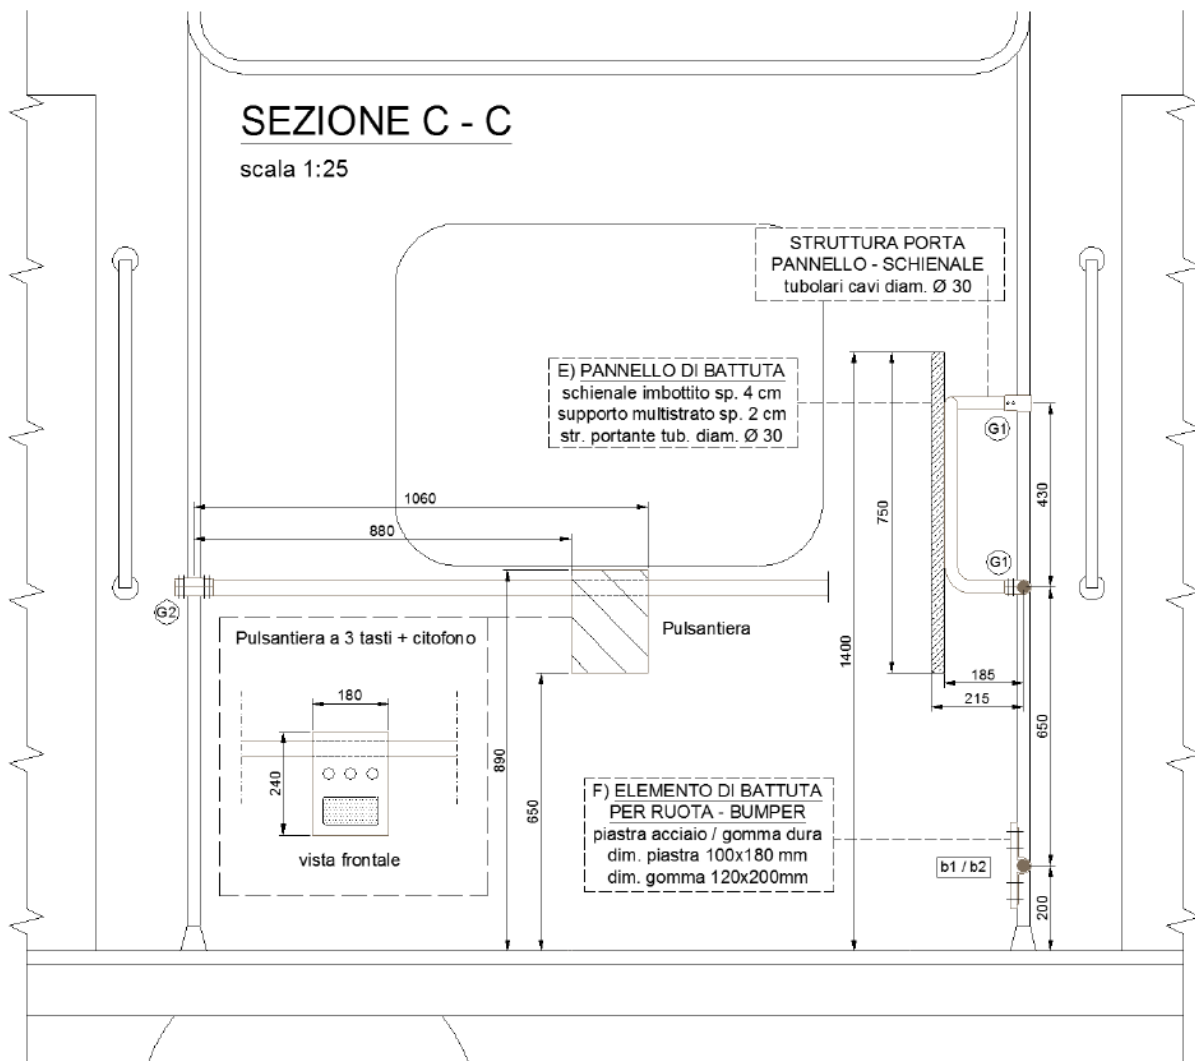 SEZIONE C - C
scala 1:25
STRUTTURA PORTA
PANNELLO - SCHIENALE
tubolari cavi diam. Ø 30
E) PANNELLO DI BATTUTA
schienale imbottito sp. 4 cm
supporto multistrato sp. 2 cm
str. portante tub. diam. Ø 30
G1
430
1060
750
880
G1
G2
Pulsantiera a 3 tasti + citofono
Pulsantiera
1400
185
215
180
650
890
240
650
F) ELEMENTO DI BATTUTA
PER RUOTA - BUMPER
piastra acciaio / gomma dura
dim. piastra 100x180 mm
dim. gomma 120x200mm
vista frontale
b1 / b2
200